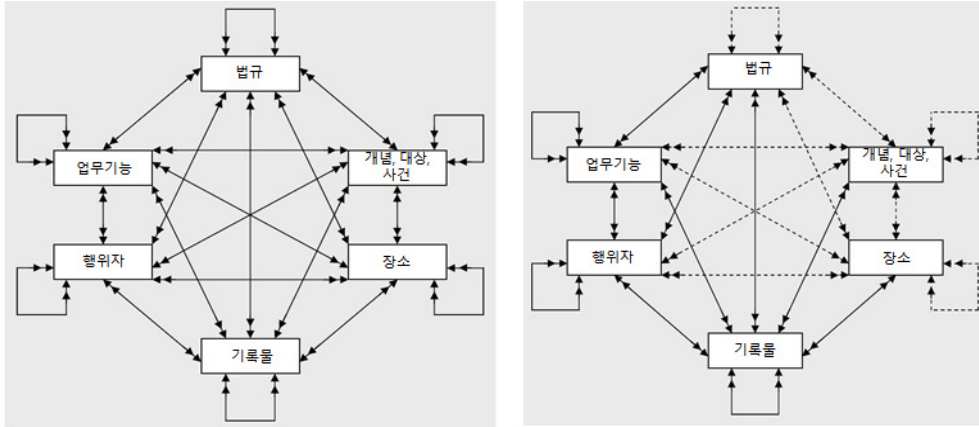 법규
업무기능
개념, 대상,
사건
행위자
장소
기록물
법규
업무기능
개념, 대상,
사건
행위자
장소
기록물